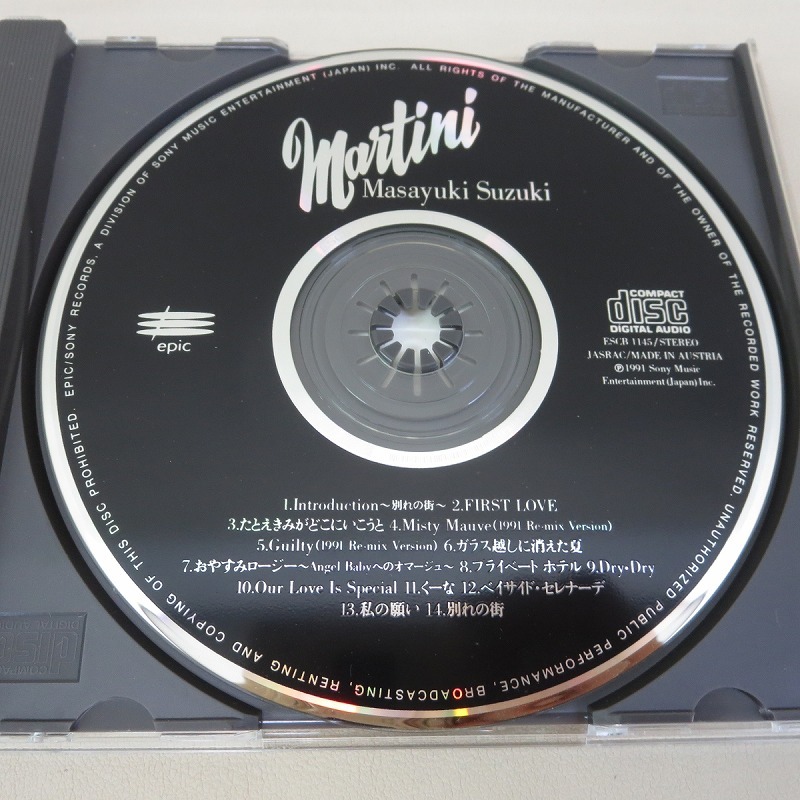 EPIC/SONY RECORDS, A DIVISION OF SONY MUSIC ENTERTAINMENT (JAPAN) INC. ALL RIGHTS OF THE MANUFACTURER AND OF THE OWNER OF THE RECORDED WORK RESERVED. UNAUTHORIZED PUBLIC PERFORMANCE, BROADCASTING, RENTING AND COPYING OF THIS DISC PROHIBITED.
Martini
Masayuki Suzuki
epic
COMPACT
disc
DIGITAL AUDIO
ESCB 1145/STEREO
JASRAC/MADE IN AUSTRIA
℗1991 Sony Music
Entertainment(Japan)Inc.
1.Introduction〜別れの街〜 2.FIRST LOVE
3.たとえきみがどこにいこうと 4.Misty Mauve(1991 Re-mix Version)
5.Guilty(1991 Re-mix Version) 6.ガラス越しに消えた夏
7.おやすみロージー〜Angel Babyへのオマージュ〜 8.プライベート ホテル 9.Dry・Dry
10.Our Love Is Special 11.くーな 12.ベイサイド・セレナーデ
13.私の願い 14.別れの街